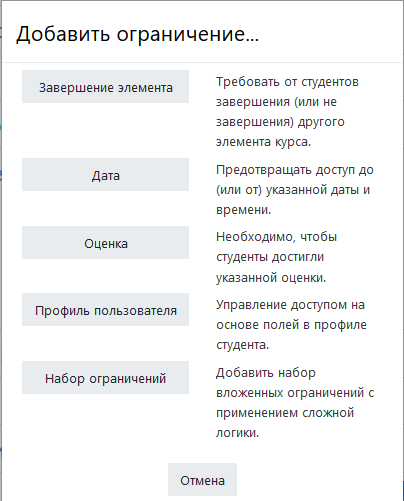 Добавить ограничение...
Завершение элемента
Требовать от студентов
завершения (или не
завершения) другого
элемента курса.
Дата
Предотвращать доступ до
(или от) указанной даты и
времени.
Оценка
Необходимо, чтобы
студенты достигли
указанной оценки.
Профиль пользователя
Управление доступом на
основе полей в профиле
студента.
Набор ограничений
Добавить набор
вложенных ограничений с
применением сложной
логики.
Отмена